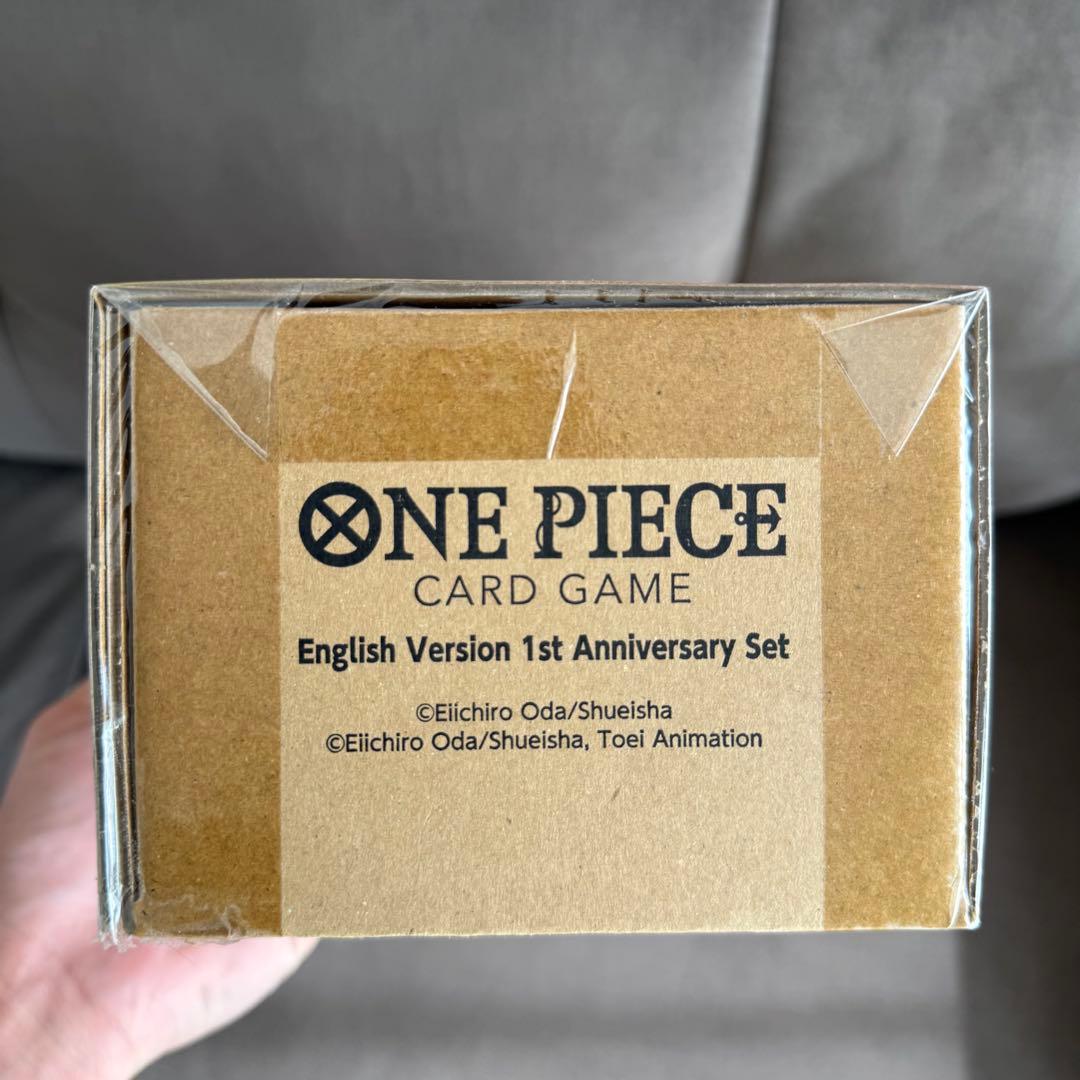 ONE PIECE
CARD GAME
English Version 1st Anniversary Set
©Eiichiro Oda/Shueisha
©Eiichiro Oda/Shueisha, Toei Animation